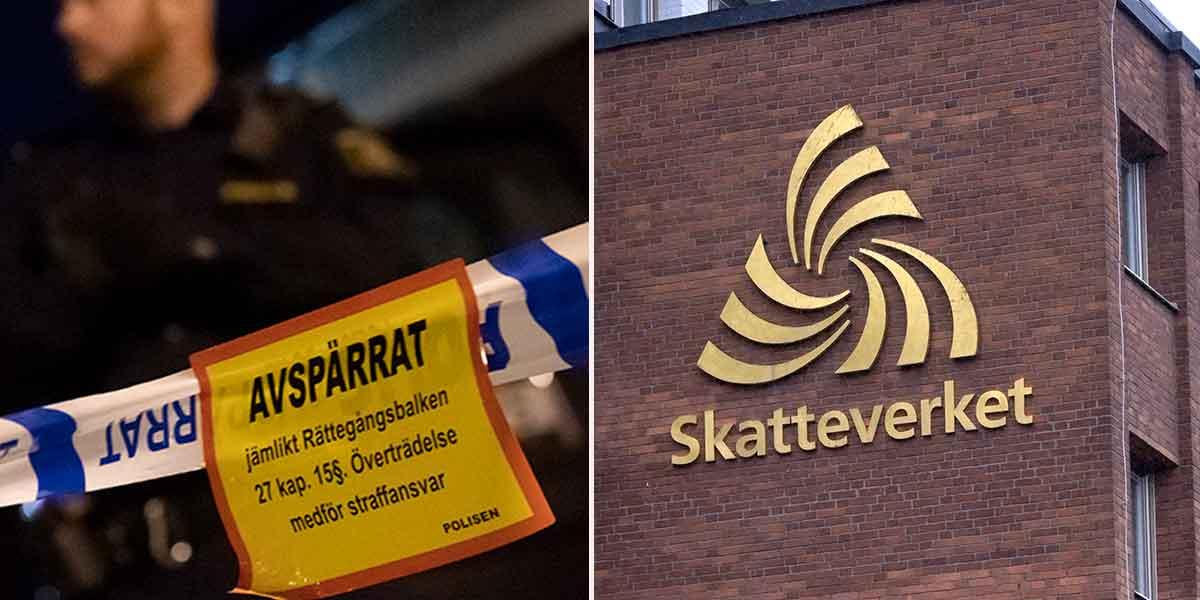 AVSPÄRRAT
jämlikt Rättegångsbalken
27 kap. 15§. Överträdelse
medför straffansvar
POLISEN
RRAT
Skatteverket